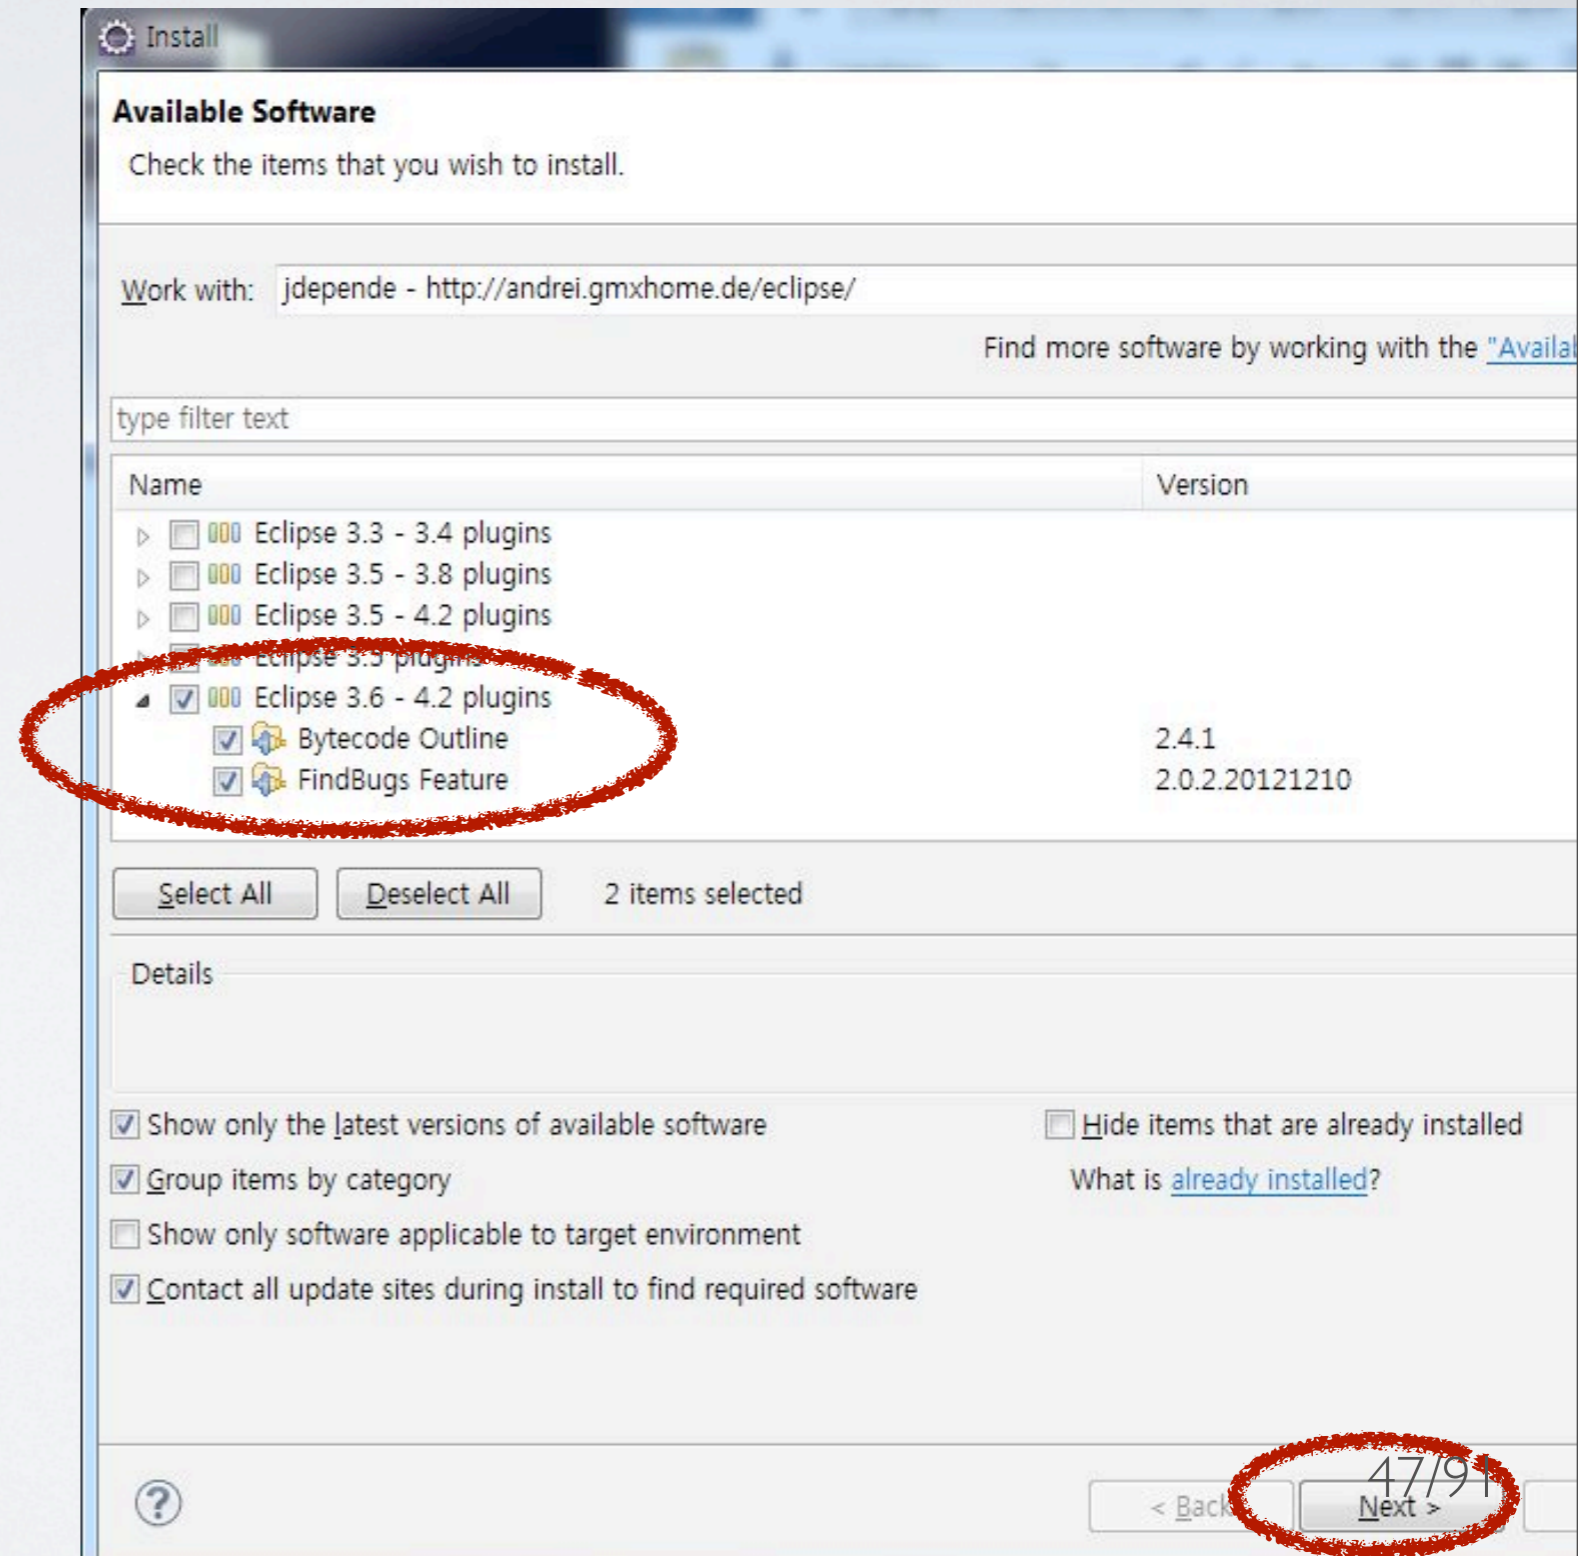 Install
Available Software
Check the items that you wish to install.
Work with: jdepende - http://andrei.gmxhome.de/eclipse/
Find more software by working with the "Availab
type filter text
Name Version
Eclipse 3.3 - 3.4 plugins
Eclipse 3.5 - 3.8 plugins
Eclipse 3.5 - 4.2 plugins
Eclipse 3.5 plugins
Eclipse 3.6 - 4.2 plugins
Bytecode Outline 2.4.1
FindBugs Feature 2.0.2.20121210
Select All Deselect All 2 items selected
Details
Show only the latest versions of available software Hide items that are already installed
Group items by category What is already installed?
Show only software applicable to target environment
Contact all update sites during install to find required software
47/91
? < Back Next >